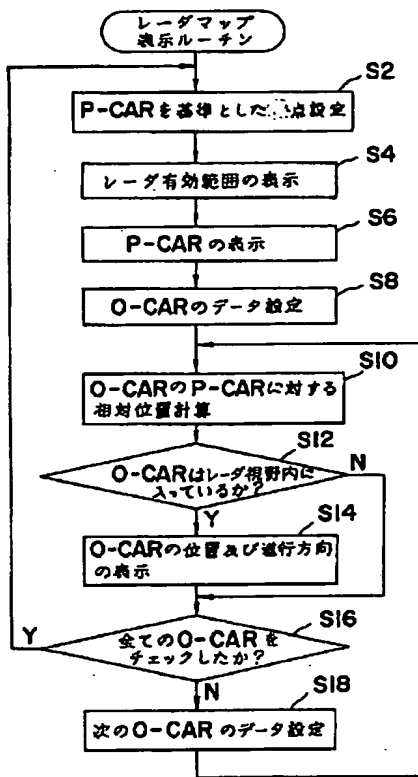 レーダマップ
表示ルーチン
S2
P-CARを基準とした点設定
S4
レーダ有効範囲の表示
S6
P-CARの表示
S8
O-CARのデータ設定
S10
O-CARのP-CARに対する
相対位置計算
S12
O-CARはレーダ視野内に
入っているか?
N
Y
S14
O-CARの位置及び進行方向
の表示
S16
全てのO-CARを
チェックしたか?
Y
N
S18
次のO-CARのデータ設定